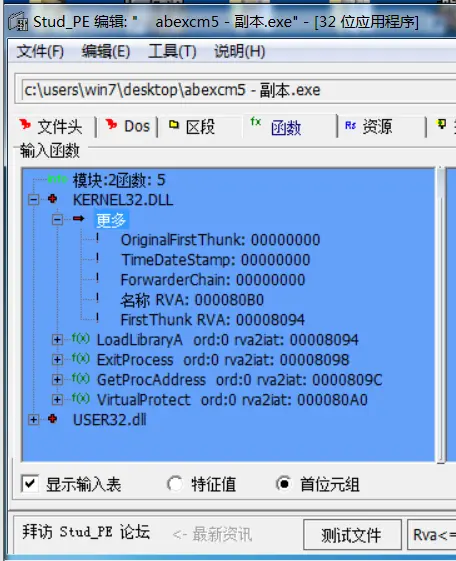 Stud_PE 编辑: " abexcm5 - 副本.exe" - [32 位应用程序]
文件(F) 编辑(E) 工具(T) 说明(H)
c:\users\win7\desktop\abexcm5 - 副本.exe
文件头 Dos 区段 fx 函数 Rs 资源
输入函数
模块:2函数: 5
KERNEL32.DLL
更多
OriginalFirstThunk: 00000000
TimeDateStamp: 00000000
ForwarderChain: 00000000
名称 RVA: 000080B0
FirstThunk RVA: 00008094
f(x) LoadLibraryA ord:0 rva2iat: 00008094
f(x) ExitProcess ord:0 rva2iat: 00008098
f(x) GetProcAddress ord:0 rva2iat: 0000809C
f(x) VirtualProtect ord:0 rva2iat: 000080A0
USER32.dll
显示输入表 特征值 首位元组
拜访 Stud_PE 论坛 <- 最新资讯 测试文件 Rva<=